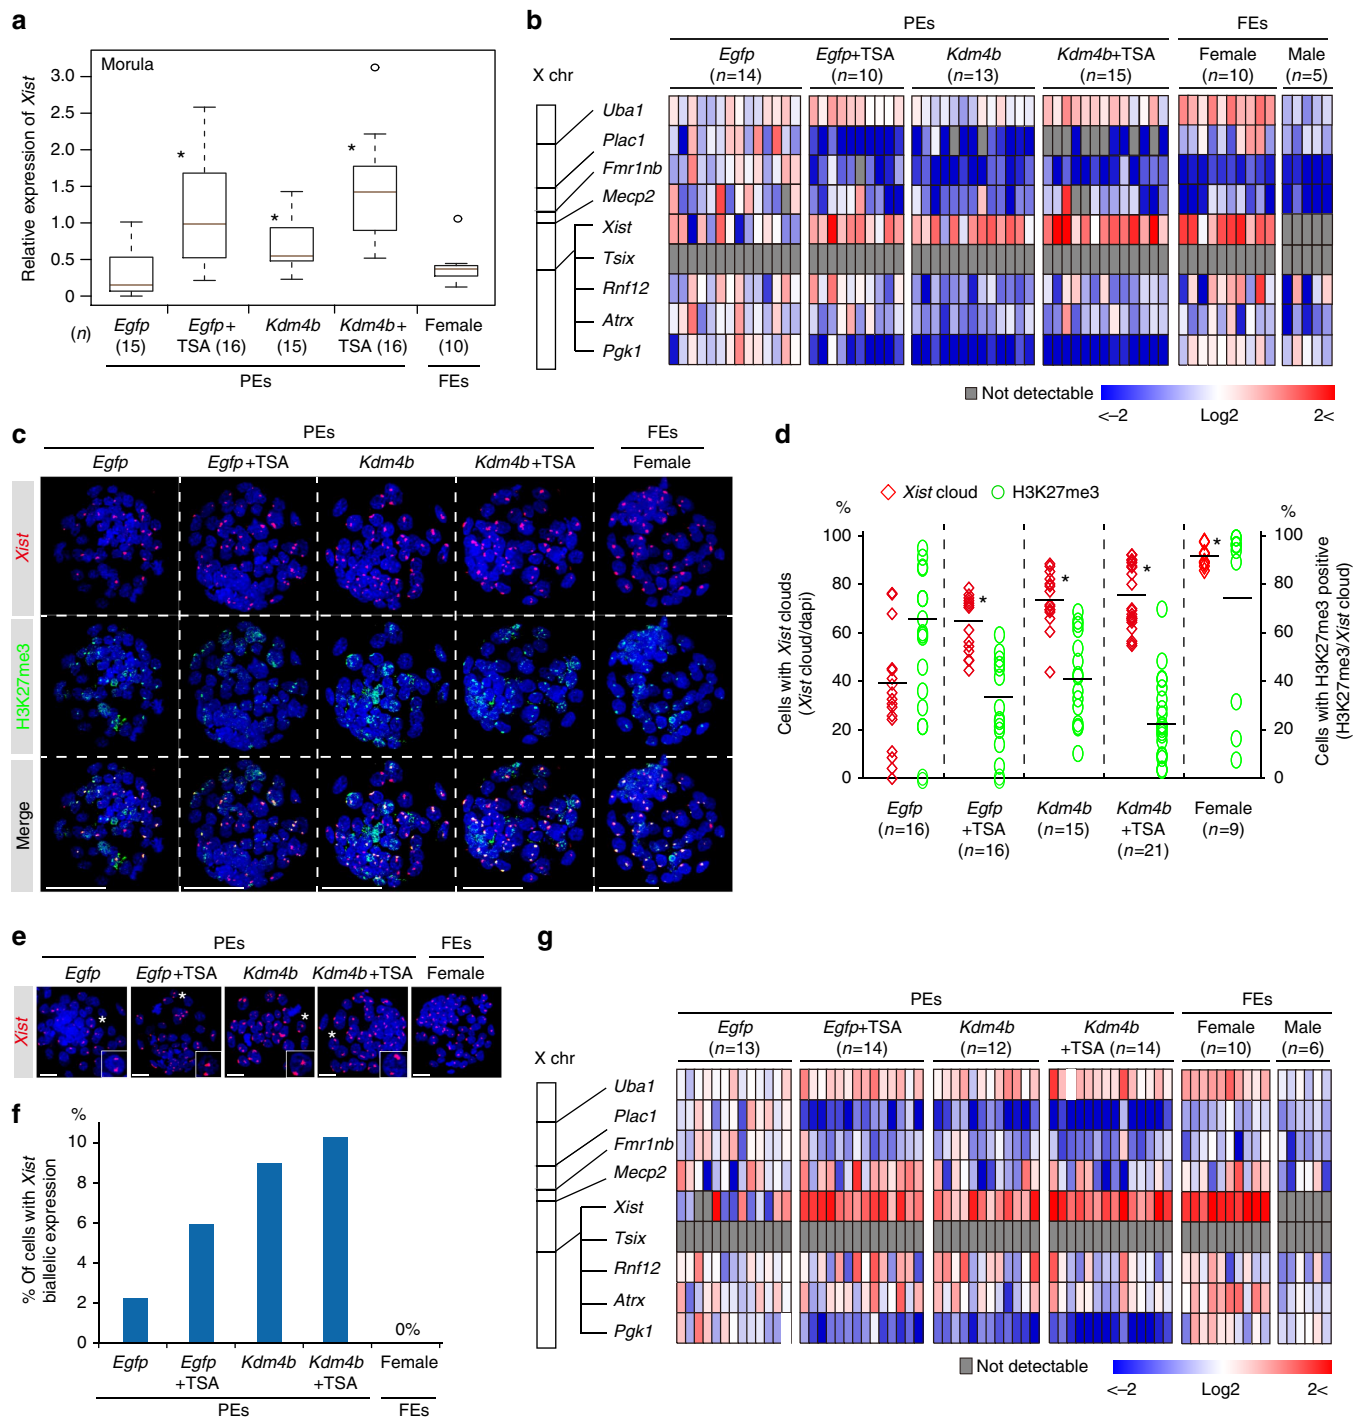 a
Morula
Relative expression of Xist
3.0
2.5
2.0
1.5
1.0
0.5
0
*
*
*
(n)
Egfp (15)
Egfp+ TSA (16)
Kdm4b (15)
Kdm4b+ TSA (16)
Female (10)
PEs
FEs
b
PEs
FEs
Egfp (n=14)
Egfp+TSA (n=10)
Kdm4b (n=13)
Kdm4b+TSA (n=15)
Female (n=10)
Male (n=5)
X chr
Uba1
Plac1
Fmr1nb
Mecp2
Xist
Tsix
Rnf12
Atrx
Pgk1
Not detectable
<–2
Log2
2<
c
PEs
FEs
Egfp
Egfp+TSA
Kdm4b
Kdm4b+TSA
Female
Xist
H3K27me3
Merge
d
Xist cloud
H3K27me3
%
%
Cells with Xist clouds
(Xist cloud/dapi)
100
80
60
40
20
0
100
80
60
40
20
0
Cells with H3K27me3 positive
(H3K27me3/Xist cloud)
*
*
*
*
Egfp (n=16)
Egfp +TSA (n=16)
Kdm4b (n=15)
Kdm4b +TSA (n=21)
Female (n=9)
e
PEs
FEs
Egfp
Egfp+TSA
Kdm4b
Kdm4b+TSA
Female
Xist
*
*
*
*
f
%
% Of cells with Xist
biallelic expression
10
8
6
4
2
0
0%
Egfp
Egfp +TSA
Kdm4b
Kdm4b +TSA
Female
PEs
FEs
g
PEs
FEs
Egfp (n=13)
Egfp+TSA (n=14)
Kdm4b (n=12)
Kdm4b +TSA (n=14)
Female (n=10)
Male (n=6)
X chr
Uba1
Plac1
Fmr1nb
Mecp2
Xist
Tsix
Rnf12
Atrx
Pgk1
Not detectable
<–2
Log2
2<